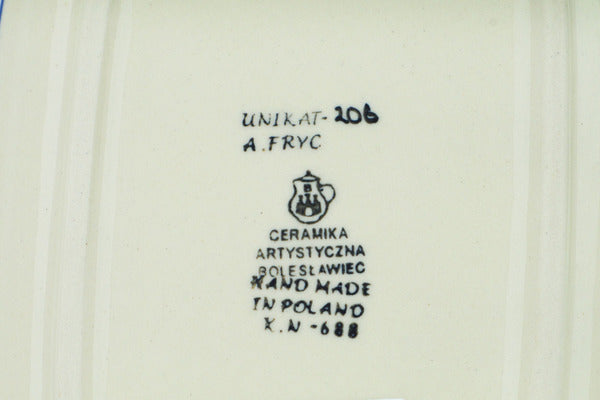 UNIKAT-206
A.FRYC
B
CERAMIKA
ARTYSTYCZNA
BOLESŁAWIEC
HAND MADE
IN POLAND
X.N-688